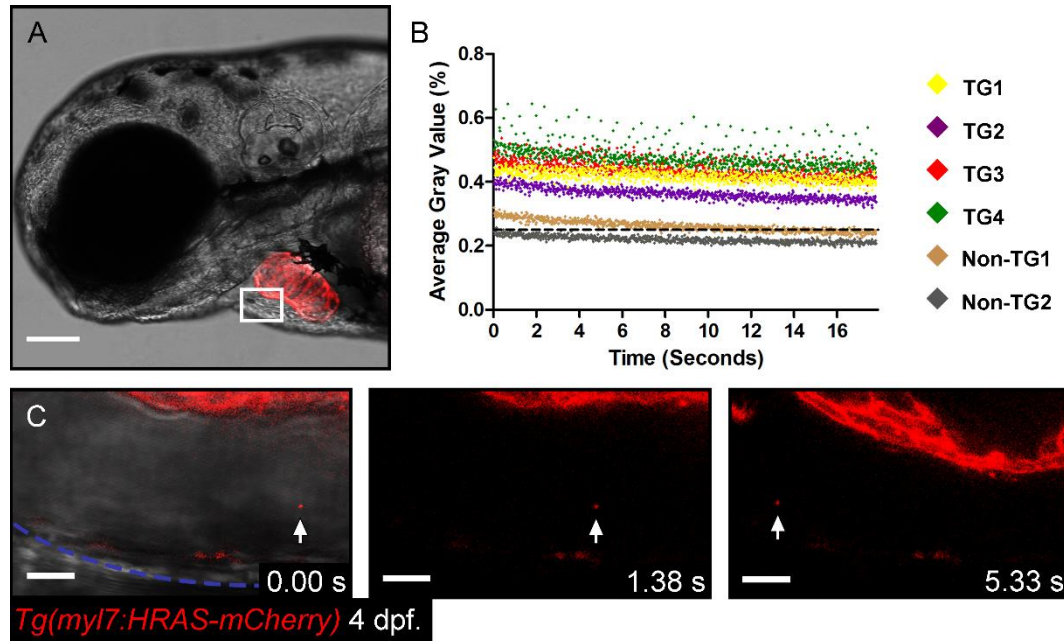 A
B
Average Gray Value (%)
0.8
0.6
0.4
0.2
0.0
0 2 4 6 8 10 12 14 16
Time (Seconds)
TG1
TG2
TG3
TG4
Non-TG1
Non-TG2
C
0.00 s
1.38 s
5.33 s
Tg(myl7:HRAS-mCherry) 4 dpf.